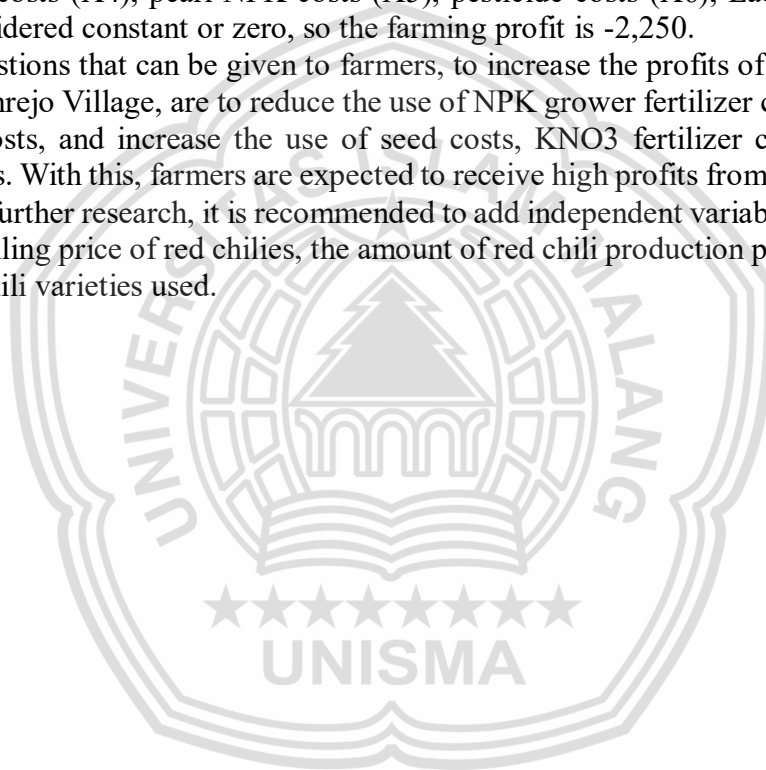 costs (X4), pearl NPK costs (X5), pesticide costs (X6),
idered constant or zero, so the farming profit is -2,250.
stions that can be given to farmers, to increase the profits of
rejo Village, are to reduce the use of NPK grower fertilizer
osts, and increase the use of seed costs, KNO3 fertilizer c
s. With this, farmers are expected to receive high profits from
further research, it is recommended to add independent variab
lling price of red chilies, the amount of red chili production p
ili varieties used.
UNIVERSITAS ISLAM MALANG
UNISMA